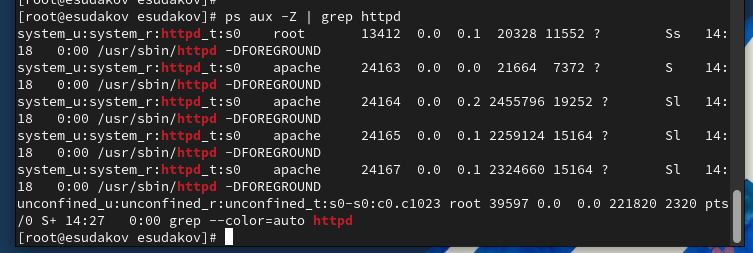 [root@esudakov esudakov]#
[root@esudakov esudakov]# ps aux -Z | grep httpd
system_u:system_r:httpd_t:s0    root       13412  0.0  0.1  20328 11552 ?        Ss   14:
18   0:00 /usr/sbin/httpd -DFOREGROUND
system_u:system_r:httpd_t:s0    apache     24163  0.0  0.0  21664  7372 ?        S    14:
18   0:00 /usr/sbin/httpd -DFOREGROUND
system_u:system_r:httpd_t:s0    apache     24164  0.0  0.2 2455796 19252 ?       Sl   14:
18   0:00 /usr/sbin/httpd -DFOREGROUND
system_u:system_r:httpd_t:s0    apache     24165  0.0  0.1 2259124 15164 ?       Sl   14:
18   0:00 /usr/sbin/httpd -DFOREGROUND
system_u:system_r:httpd_t:s0    apache     24167  0.0  0.1 2324660 15164 ?       Sl   14:
18   0:00 /usr/sbin/httpd -DFOREGROUND
unconfined_u:unconfined_r:unconfined_t:s0-s0:c0.c1023 root 39597 0.0  0.0 221820 2320 pts
/0 S+ 14:27   0:00 grep --color=auto httpd
[root@esudakov esudakov]#